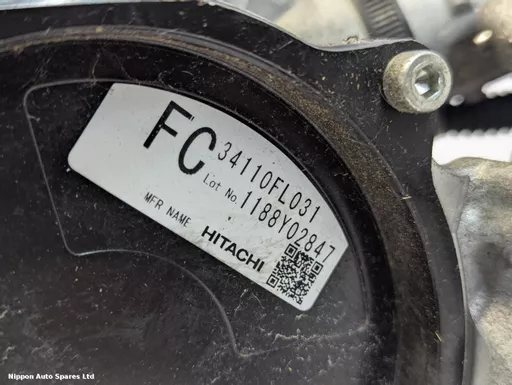 FC 34110FL031
Lot No. 1188Y02847
MFR NAME HITACHI
Nippon Auto Spares Ltd